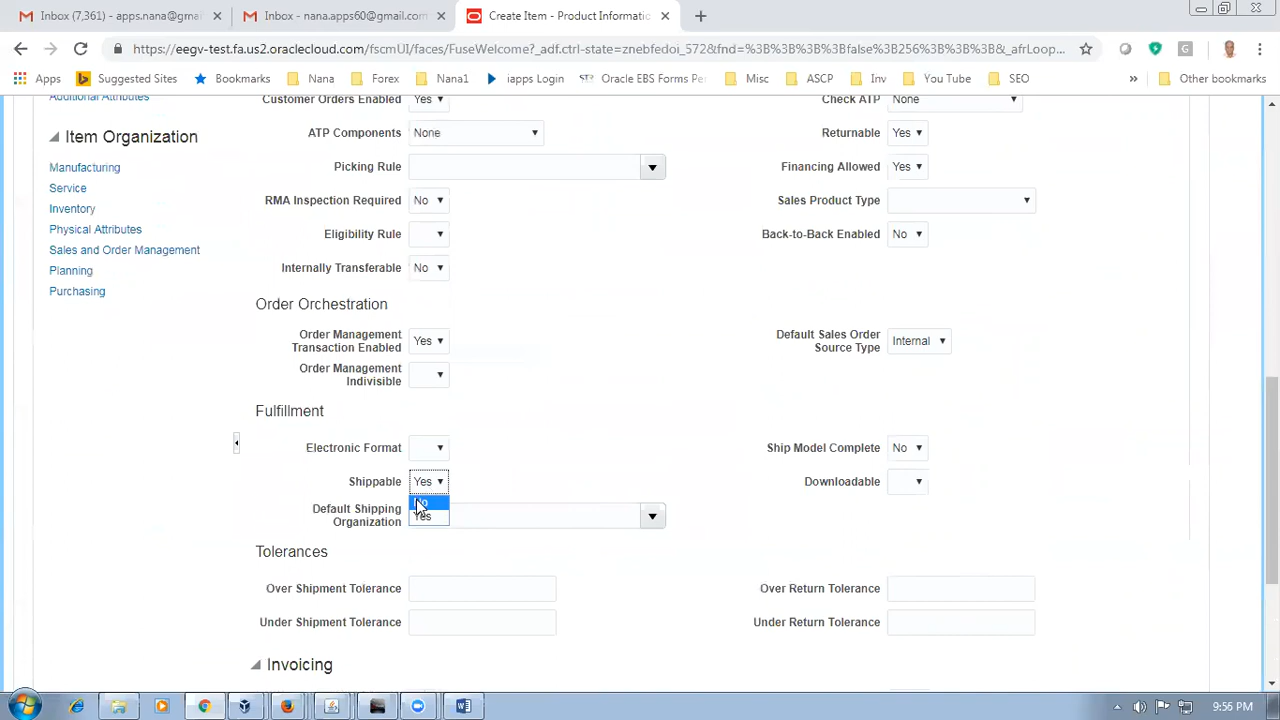 Inbox (7,361) - apps.nana@gmai
Inbox - nana.apps60@gmail.com
Create Item - Product Informatio
https://eegv-test.fa.us2.oraclecloud.com/fscmUI/faces/FuseWelcome?_adf.ctrl-state=znebfedoi_572&fnd=%3B%3B%3B%3Bfalse%3B256%3B%3B%3B&_afrLoop...
Apps
Suggested Sites
Bookmarks
Nana
Forex
Nana1
iapps Login
Oracle EBS Forms Pe
Misc
ASCP
Inv
You Tube
SEO
»
Other bookmarks
Additional Attributes
Item Organization
Manufacturing
Service
Inventory
Physical Attributes
Sales and Order Management
Planning
Purchasing
Customer Orders Enabled Yes
Check ATP None
ATP Components None
Returnable Yes
Picking Rule
Financing Allowed Yes
RMA Inspection Required No
Sales Product Type
Eligibility Rule
Back-to-Back Enabled No
Internally Transferable No
Order Orchestration
Order Management
Transaction Enabled Yes
Default Sales Order
Source Type Internal
Order Management
Indivisible
Fulfillment
Electronic Format
Ship Model Complete No
Shippable Yes
Downloadable
No
Yes
Default Shipping
Organization
Tolerances
Over Shipment Tolerance
Over Return Tolerance
Under Shipment Tolerance
Under Return Tolerance
Invoicing
9:56 PM